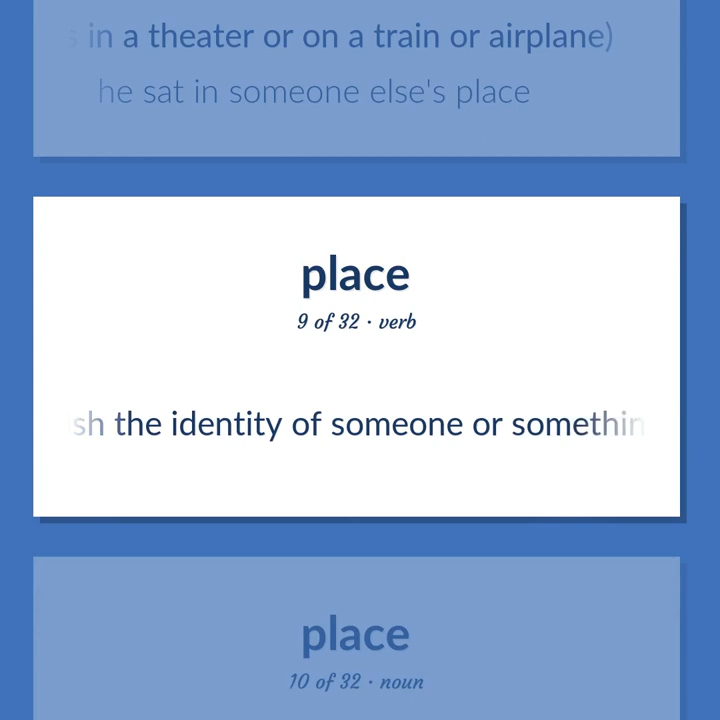 in a theater or on a train or airplane)
he sat in someone else's place
place
9 of 32 · verb
the identity of someone or
place
10 of 32 · noun